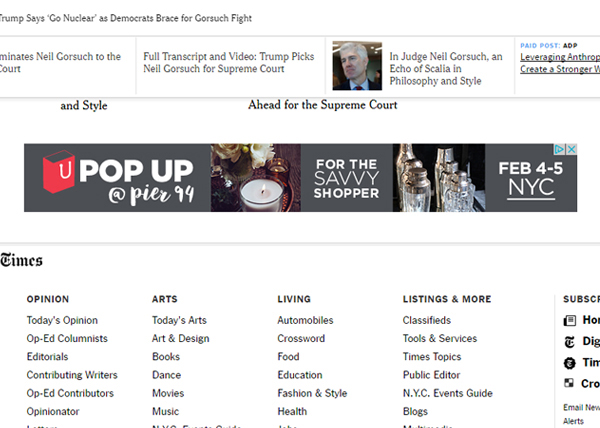 Trump Says ‘Go Nuclear’ as Democrats Brace for Gorsuch Fight
minates Neil Gorsuch to the
Court
Full Transcript and Video: Trump Picks
Neil Gorsuch for Supreme Court
In Judge Neil Gorsuch, an
Echo of Scalia in
Philosophy and Style
PAID POST: ADP
Leveraging Anthrop
Create a Stronger W
and Style
Ahead for the Supreme Court
U POP UP
@ pier 94
FOR THE
SAVVY
SHOPPER
FEB 4-5
NYC
Times
OPINION
Today's Opinion
Op-Ed Columnists
Editorials
Contributing Writers
Op-Ed Contributors
Opinionator
ARTS
Today's Arts
Art & Design
Books
Dance
Movies
Music
N.Y.C. Events Guide
LIVING
Automobiles
Crossword
Food
Education
Fashion & Style
Health
Jobs
LISTINGS & MORE
Classifieds
Tools & Services
Times Topics
Public Editor
N.Y.C. Events Guide
Blogs
Multimedia
SUBSCR
Hor
Dig
Tim
Cro
Email New
Alerts